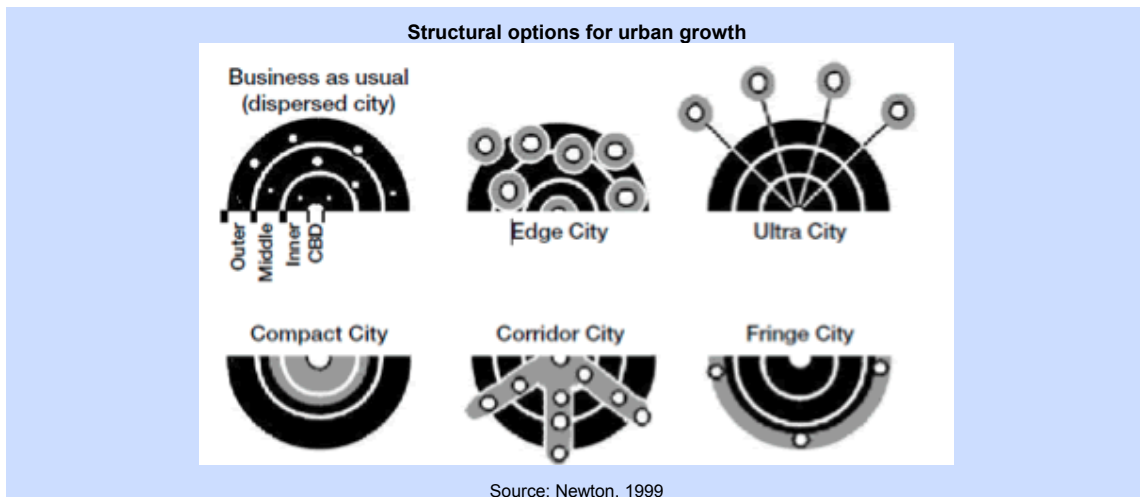 Structural options for urban growth
Business as usual
(dispersed city)
Outer
Middle
Inner
CBD
Edge City
Ultra City
Compact City
Corridor City
Fringe City
Source: Newton, 1999